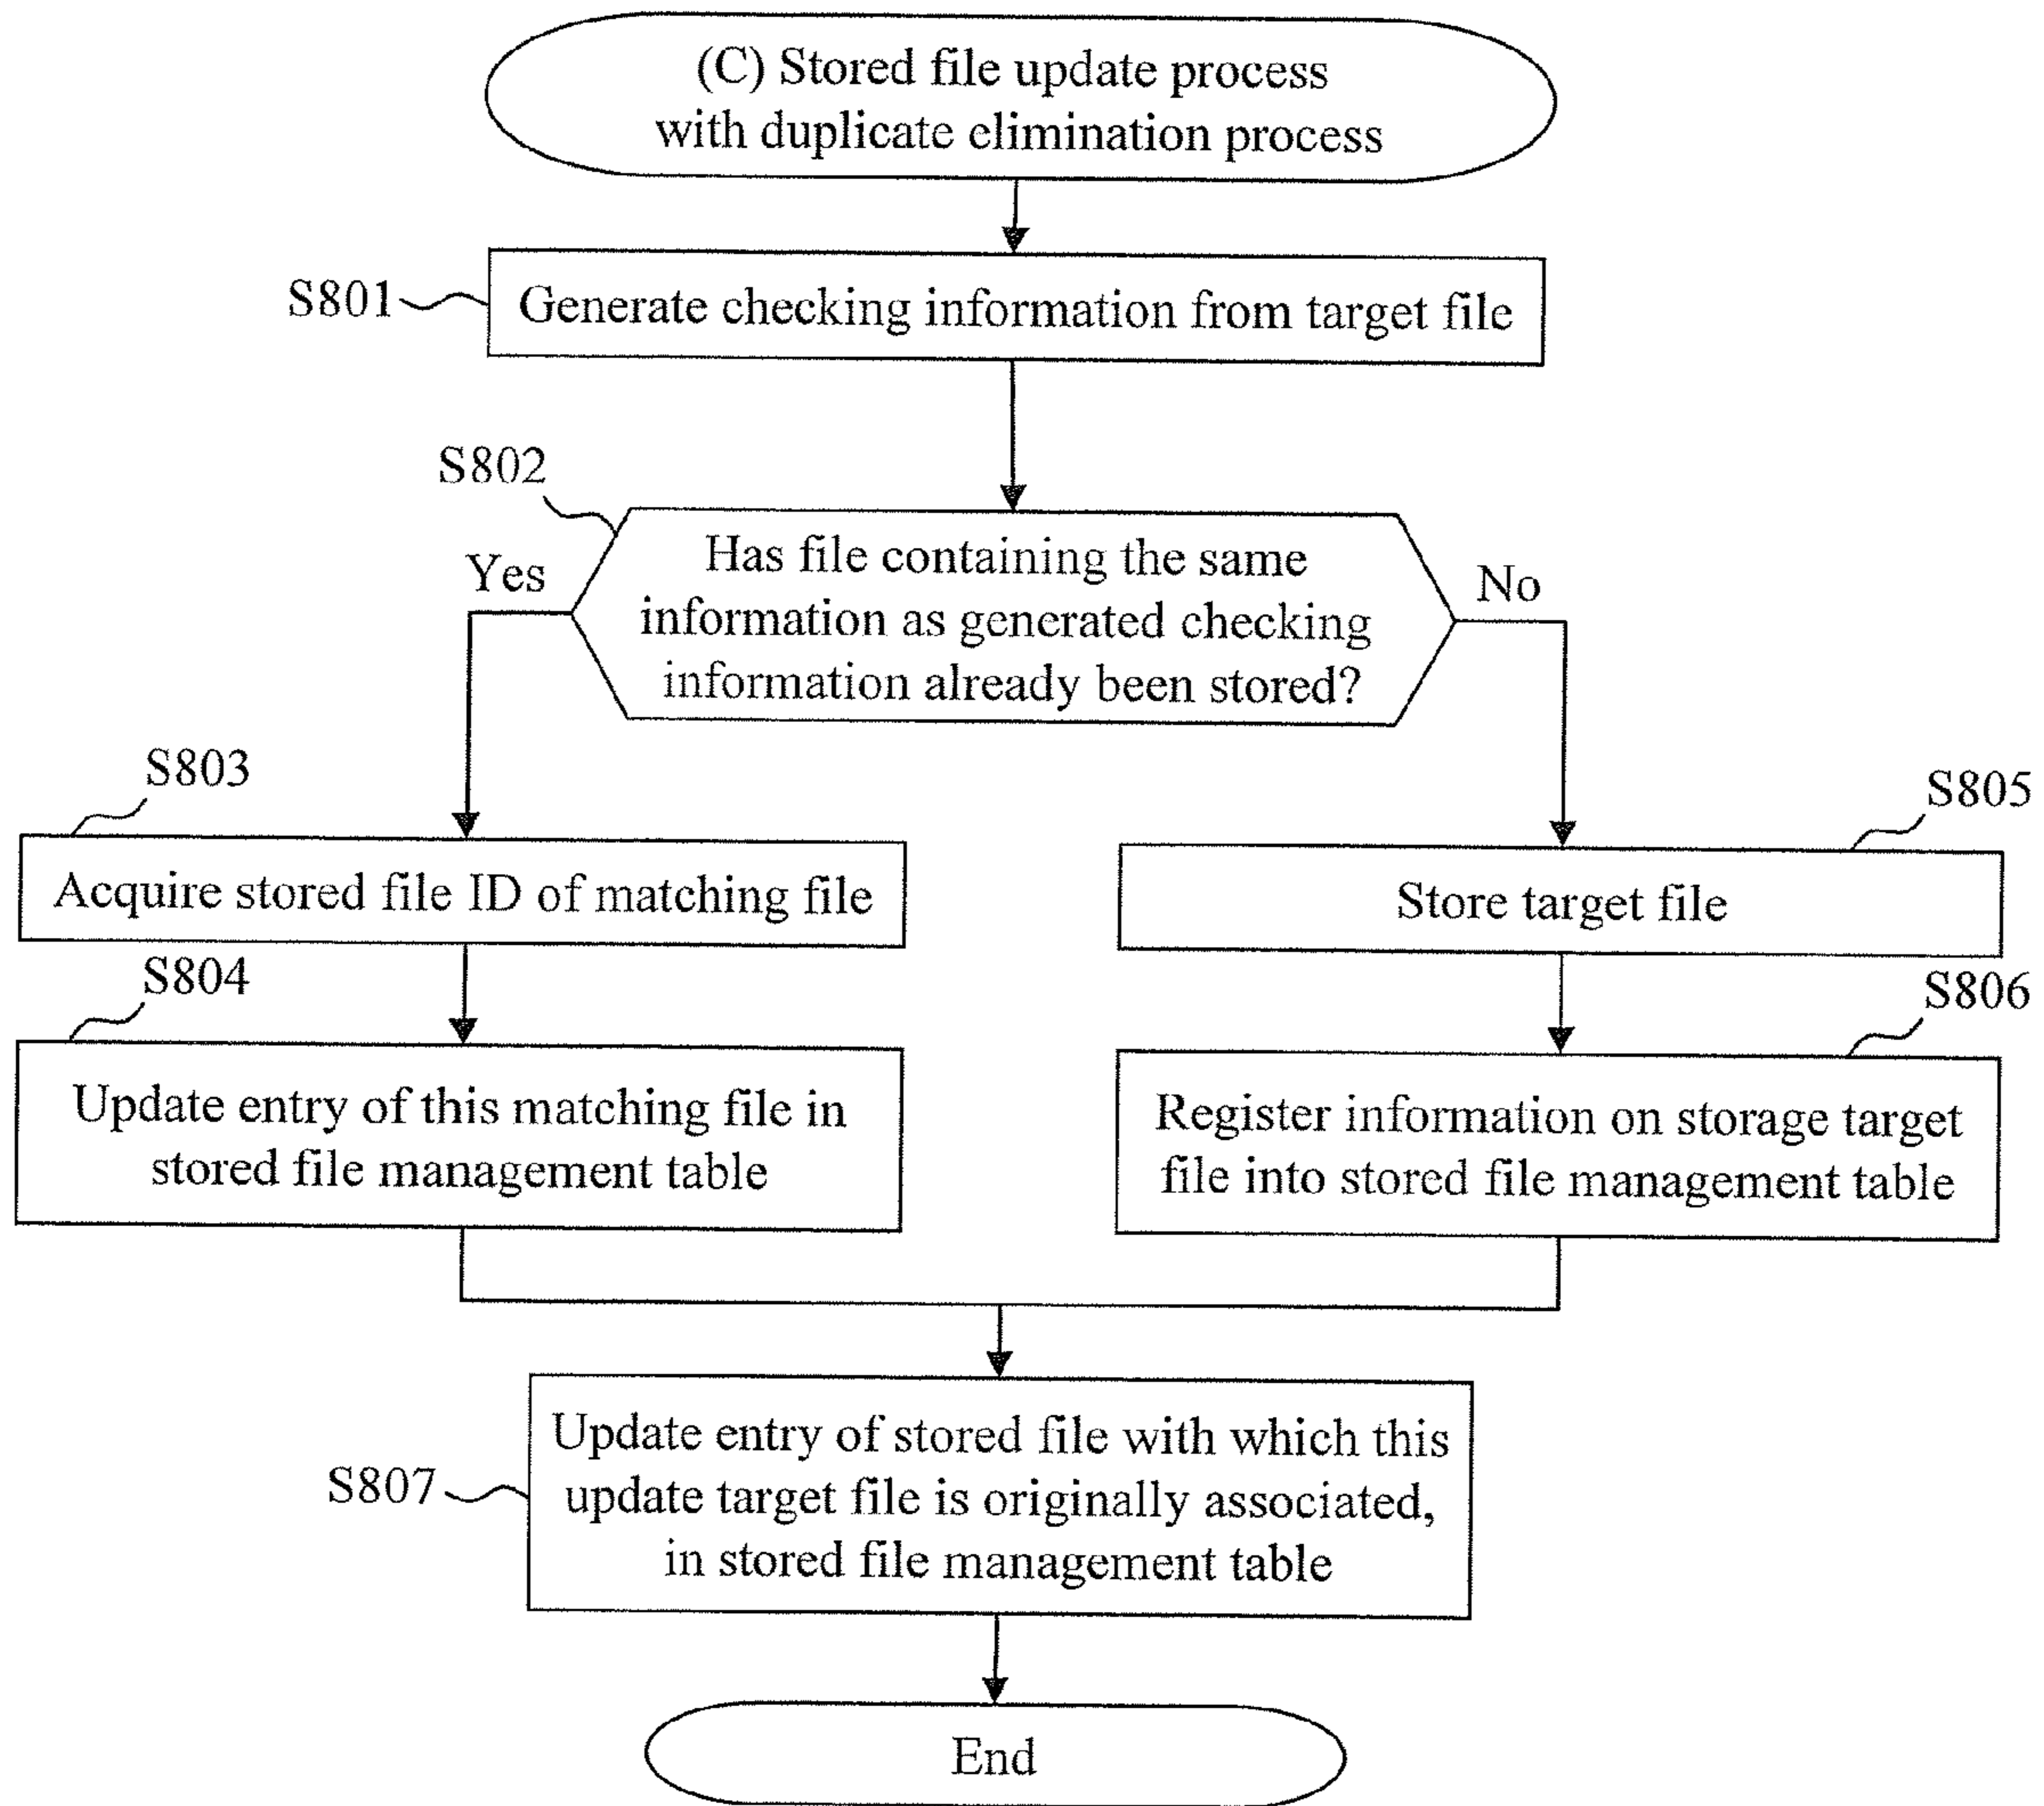 (C) Stored file update process
with duplicate elimination process
S801
Generate checking information from target file
S802
Yes
Has file containing the same
information as generated checking
information already been stored?
No
S803
Acquire stored file ID of matching file
S805
Store target file
S804
Update entry of this matching file in
stored file management table
S806
Register information on storage target
file into stored file management table
S807
Update entry of stored file with which this
update target file is originally associated,
in stored file management table
End